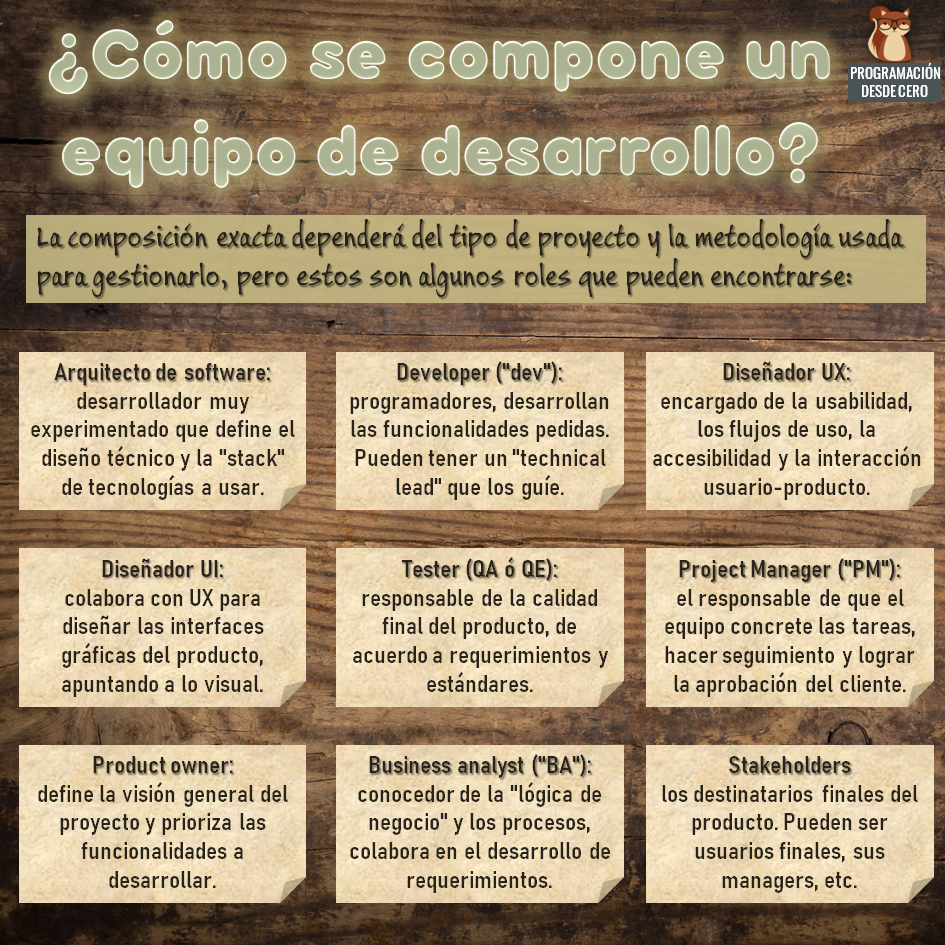 ¿Cómo se compone un
equipo de desarrollo?
PROGRAMACIÓN
DESDE CERO
La composición exacta dependerá del tipo de proyecto y la metodología usada
para gestionarlo, pero estos son algunos roles que pueden encontrarse:
Arquitecto de software:
desarrollador muy
experimentado que define el
diseño técnico y la "stack"
de tecnologías a usar.
Developer ("dev"):
programadores, desarrollan
las funcionalidades pedidas.
Pueden tener un "technical
lead" que los guíe.
Diseñador UX:
encargado de la usabilidad,
los flujos de uso, la
accesibilidad y la interacción
usuario-producto.
Diseñador UI:
colabora con UX para
diseñar las interfaces
gráficas del producto,
apuntando a lo visual.
Tester (QA ó QE):
responsable de la calidad
final del producto, de
acuerdo a requerimientos y
estándares.
Project Manager ("PM"):
el responsable de que el
equipo concrete las tareas,
hacer seguimiento y lograr
la aprobación del cliente.
Product owner:
define la visión general del
proyecto y prioriza las
funcionalidades a
desarrollar.
Business analyst ("BA"):
conocedor de la "lógica de
negocio" y los procesos,
colabora en el desarrollo de
requerimientos.
Stakeholders
los destinatarios finales del
producto. Pueden ser
usuarios finales, sus
managers, etc.